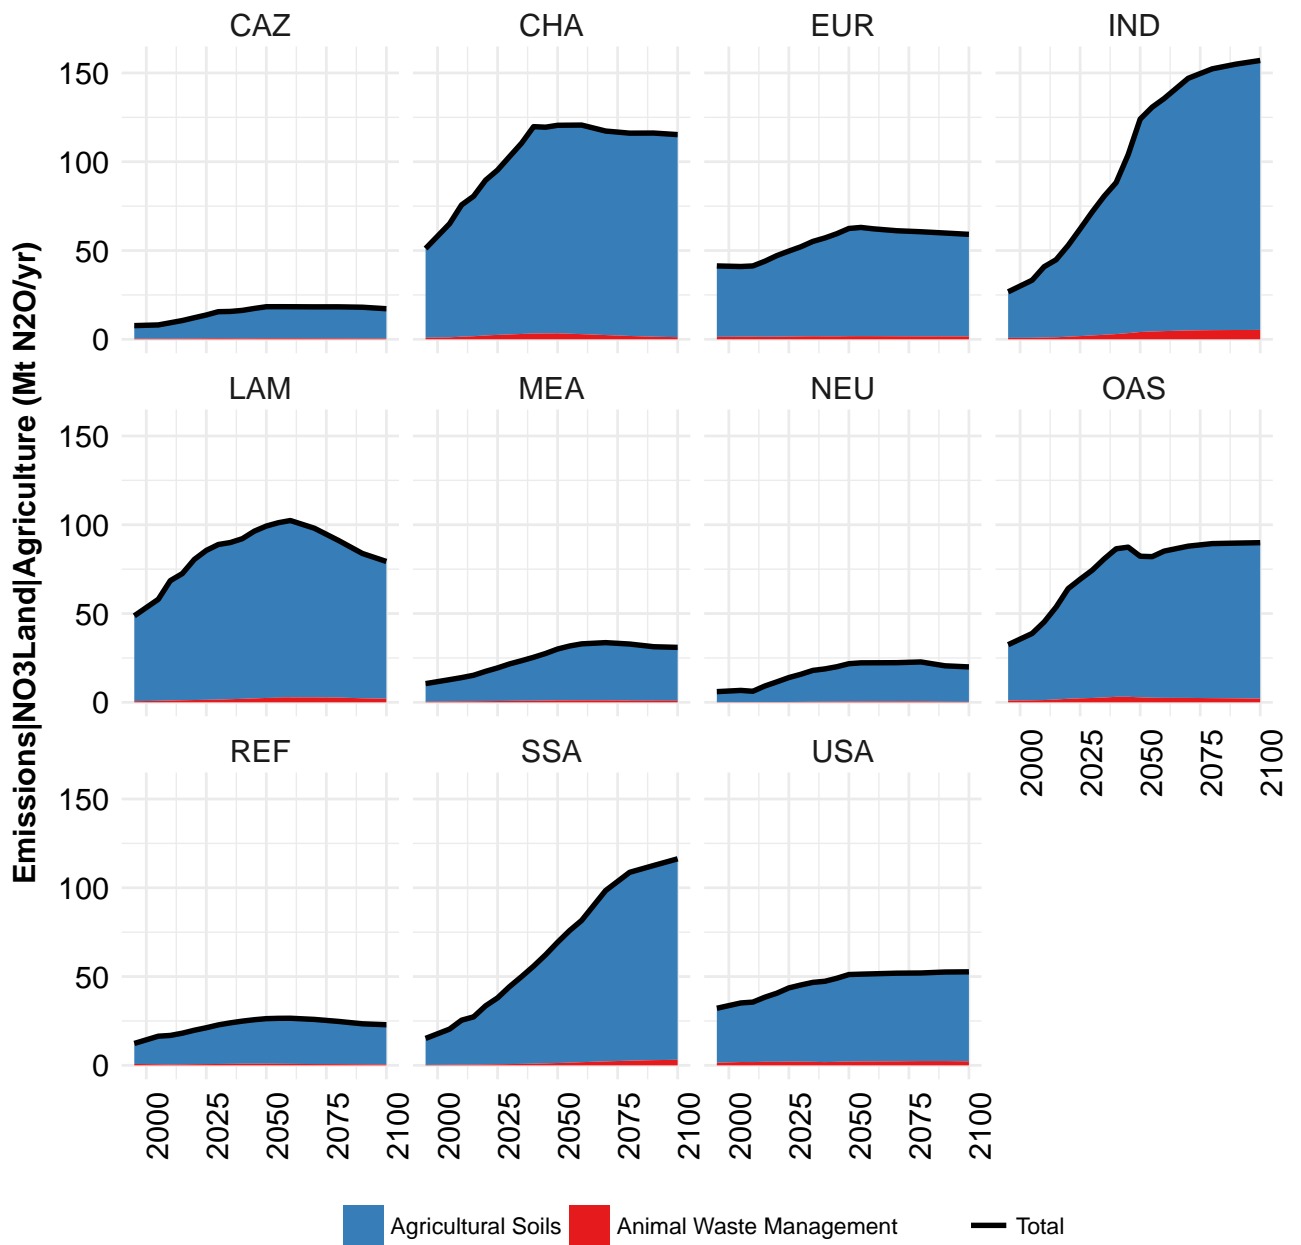 CAZ CHA EUR IND
150
100
50
0
LAM MEA NEU OAS
150
100
50
0
2000 2025 2050 2075 2100
REF SSA USA
150
100
50
0
2000 2025 2050 2075 2100 2000 2025 2050 2075 2100 2000 2025 2050 2075 2100
Emissions|NO3Land|Agriculture (Mt N2O/yr)
Agricultural Soils Animal Waste Management Total